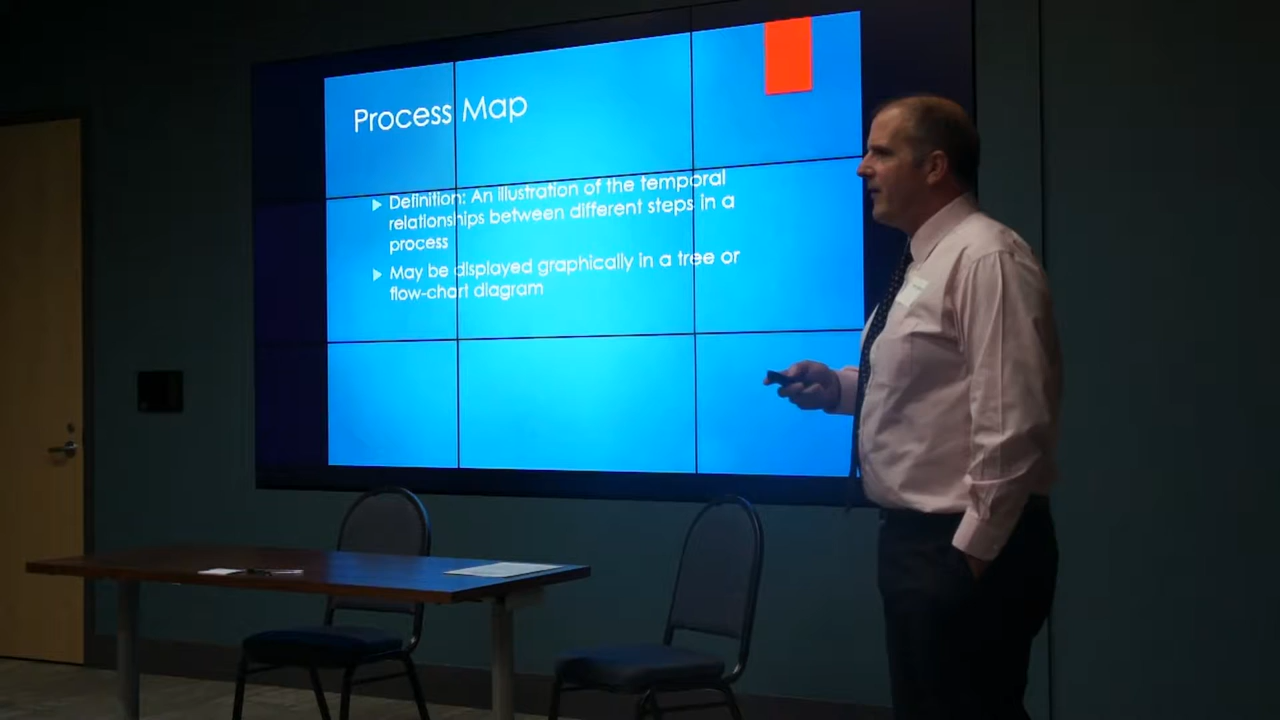 Process Map
Definition: An illustration of the temporal
relationships between different steps in a
process
May be displayed graphically in a tree or
flow-chart diagram